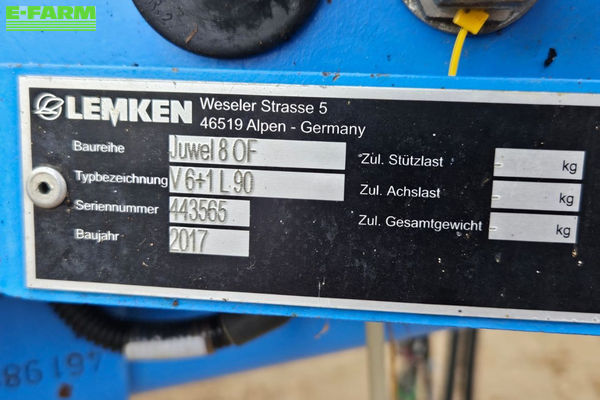 E-FARM
LEMKEN
Weseler Strasse 5
46519 Alpen - Germany
Baureihe Juwel 8 OF
Typbezeichnung V 6+1 L 90
Seriennummer 443565
Baujahr 2017
Zul. Stützlast - kg
Zul. Achslast - kg
Zul. Gesamtgewicht - kg